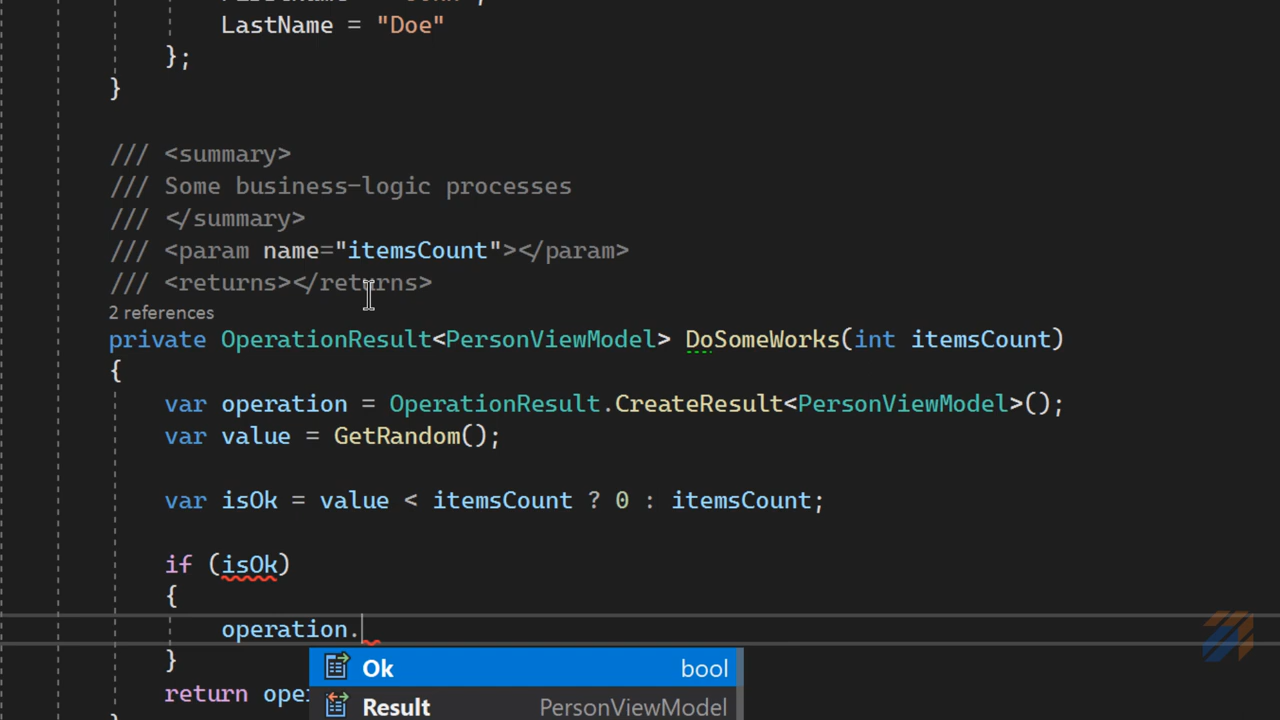 LastName = "Doe"
};
}
/// <summary>
/// Some business-logic processes
/// </summary>
/// <param name="itemsCount"></param>
/// <returns></returns>
2 references
private OperationResult<PersonViewModel> DoSomeWorks(int itemsCount)
{
var operation = OperationResult.CreateResult<PersonViewModel>();
var value = GetRandom();
var isOk = value < itemsCount ? 0 : itemsCount;
if (isOk)
{
operation.
}
Ok bool
return
Result PersonViewModel